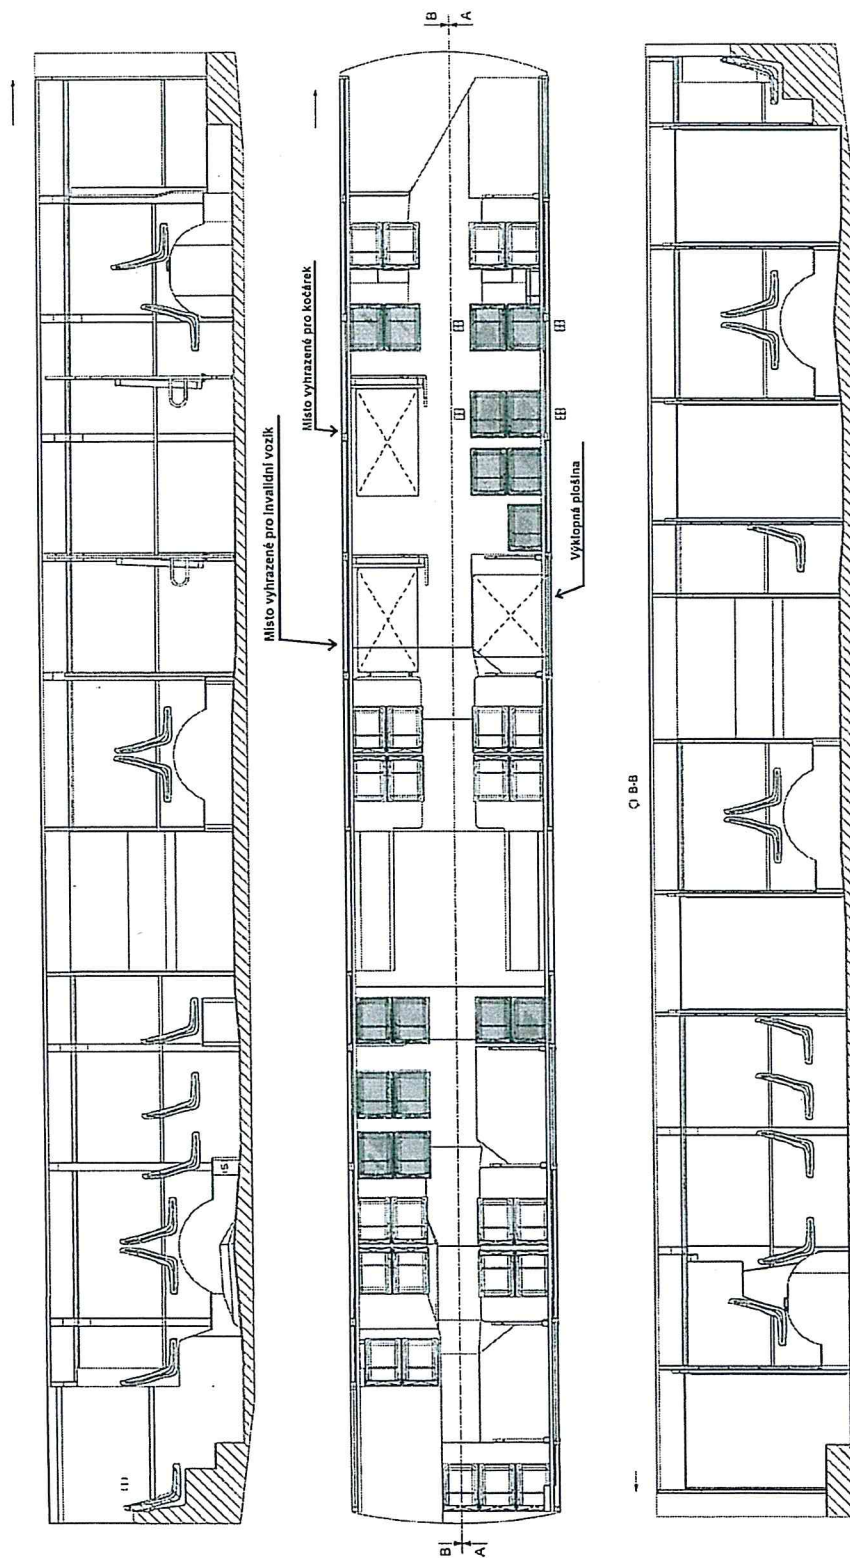 B
A
Místo vyhrazené pro kočárek
Místo vyhrazené pro invalidní vozík
Výklopná plošina
B-B
B
A